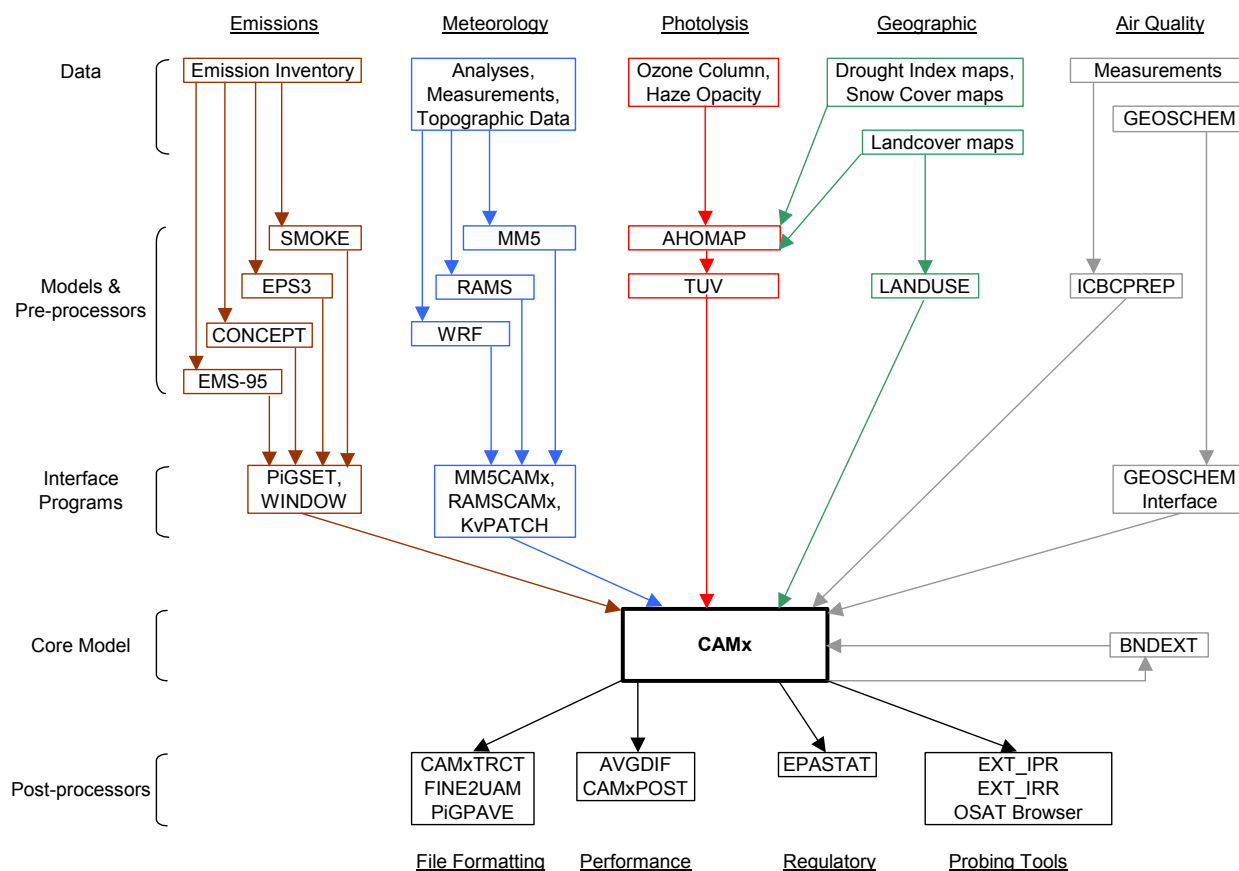 Emissions
Meteorology
Photolysis
Geographic
Air Quality
Data
Emission Inventory
Analyses,
Measurements,
Topographic Data
Ozone Column,
Haze Opacity
Drought Index maps,
Snow Cover maps
Landcover maps
Measurements
GEOSCHEM
Models &
Pre-processors
SMOKE
EPS3
CONCEPT
EMS-95
MM5
RAMS
WRF
AHOMAP
TUV
LANDUSE
ICBCPREP
Interface
Programs
PiGSET,
WINDOW
MM5CAMx,
RAMSCAMx,
KvPATCH
GEOSCHEM
Interface
Core Model
CAMx
BNDEXT
Post-processors
CAMxTRCT
FINE2UAM
PiGPAVE
AVGDIF
CAMxPOST
EPASTAT
EXT_IPR
EXT_IRR
OSAT Browser
File Formatting
Performance
Regulatory
Probing Tools